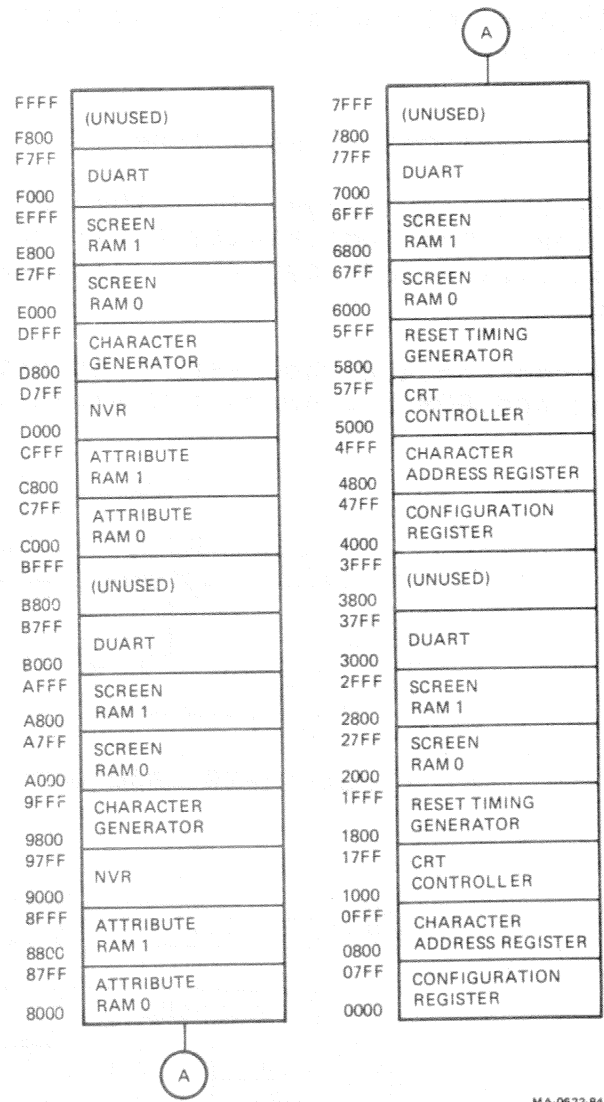 A
FFFF
(UNUSED)
F800
F7FF
DUART
F000
EFFF
SCREEN
RAM 1
E800
E7FF
SCREEN
RAM 0
E000
DFFF
CHARACTER
GENERATOR
D800
D7FF
NVR
D000
CFFF
ATTRIBUTE
RAM 1
C800
C7FF
ATTRIBUTE
RAM 0
C000
BFFF
(UNUSED)
B800
B7FF
DUART
B000
AFFF
SCREEN
RAM 1
A800
A7FF
SCREEN
RAM 0
A000
9FFF
CHARACTER
GENERATOR
9800
97FF
NVR
9000
8FFF
ATTRIBUTE
RAM 1
8800
87FF
ATTRIBUTE
RAM 0
8000
A
7FFF
(UNUSED)
7800
77FF
DUART
7000
6FFF
SCREEN
RAM 1
6800
67FF
SCREEN
RAM 0
6000
5FFF
RESET TIMING
GENERATOR
5800
57FF
CRT
CONTROLLER
5000
4FFF
CHARACTER
ADDRESS REGISTER
4800
47FF
CONFIGURATION
REGISTER
4000
3FFF
(UNUSED)
3800
37FF
DUART
3000
2FFF
SCREEN
RAM 1
2800
27FF
SCREEN
RAM 0
2000
1FFF
RESET TIMING
GENERATOR
1800
17FF
CRT
CONTROLLER
1000
0FFF
CHARACTER
ADDRESS REGISTER
0800
07FF
CONFIGURATION
REGISTER
0000
MA-0622-84